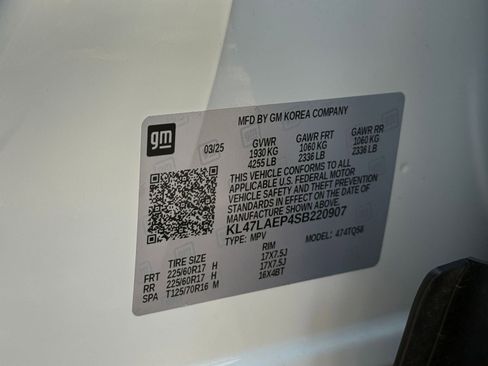 MFD BY GM KOREA COMPANY
gm
03/25 GVWR GAWR FRT GAWR RR
1930 KG 1060 KG 1060 KG
4255 LB 2336 LB 2336 LB
THIS VEHICLE CONFORMS TO ALL
APPLICABLE U.S. FEDERAL MOTOR
VEHICLE SAFETY AND THEFT PREVENTION
STANDARDS IN EFFECT ON THE DATE OF
MANUFACTURE SHOWN ABOVE.
KL47LAEP4SB220907
TYPE: MPV MODEL: 474TQ58
TIRE SIZE RIM
FRT 225/60R17 H 17X7.5J
RR 225/60R17 H 17X7.5J
SPA T125/70R16 M 16X4BT